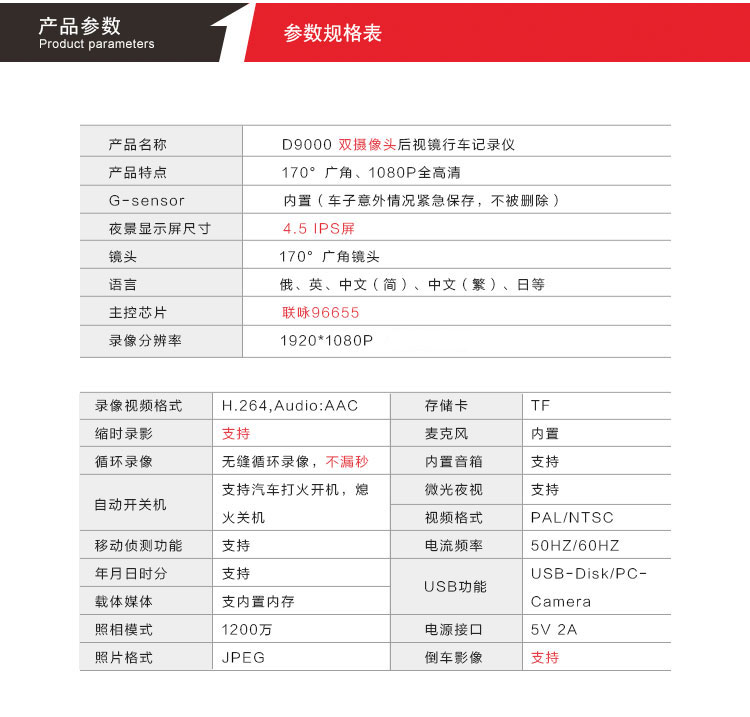 产品参数
Product parameters
参数规格表
产品名称 D9000 双摄像头后视镜行车记录仪
产品特点 170°广角、1080P全高清
G-sensor 内置（车子意外情况紧急保存，不被删除）
夜景显示屏尺寸 4.5 IPS屏
镜头 170°广角镜头
语言 俄、英、中文（简）、中文（繁）、日等
主控芯片 联咏96655
录像分辨率 1920*1080P
录像视频格式 H.264,Audio:AAC 存储卡 TF
缩时录影 支持 麦克风 内置
循环录像 无缝循环录像，不漏秒 内置音箱 支持
自动开关机 支持汽车打火开机，熄 微光夜视 支持
火关机 视频格式 PAL/NTSC
移动侦测功能 支持 电流频率 50HZ/60HZ
年月日时分 支持 USB功能 USB-Disk/PC-
载体媒体 支内置内存 Camera
照相模式 1200万 电源接口 5V 2A
照片格式 JPEG 倒车影像 支持